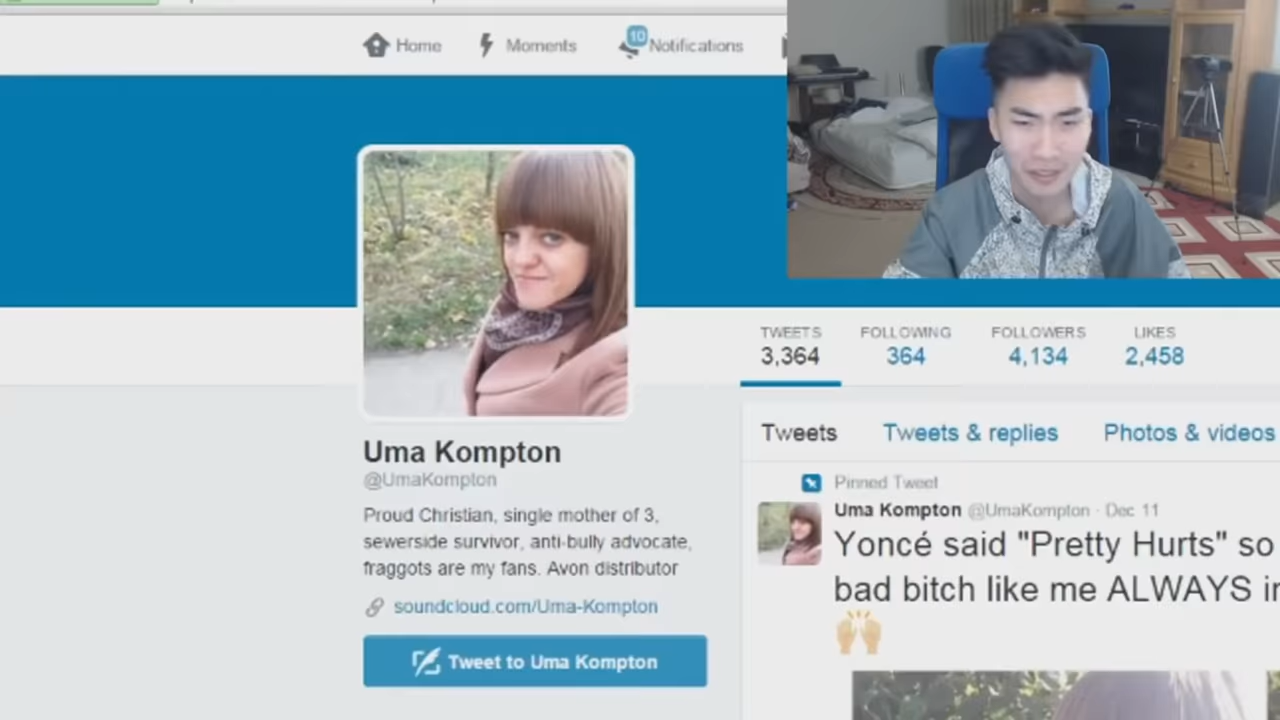 Home Moments 10 Notifications
TWEETS FOLLOWING FOLLOWERS LIKES
3,364 364 4,134 2,458
Tweets Tweets & replies Photos & videos
Uma Kompton
@UmaKompton
Proud Christian, single mother of 3,
sewerside survivor, anti-bully advocate,
fraggots are my fans. Avon distributor
soundcloud.com/Uma-Kompton
Tweet to Uma Kompton
Pinned Tweet
Uma Kompton @UmaKompton · Dec 11
Yoncé said "Pretty Hurts" so
bad bitch like me ALWAYS